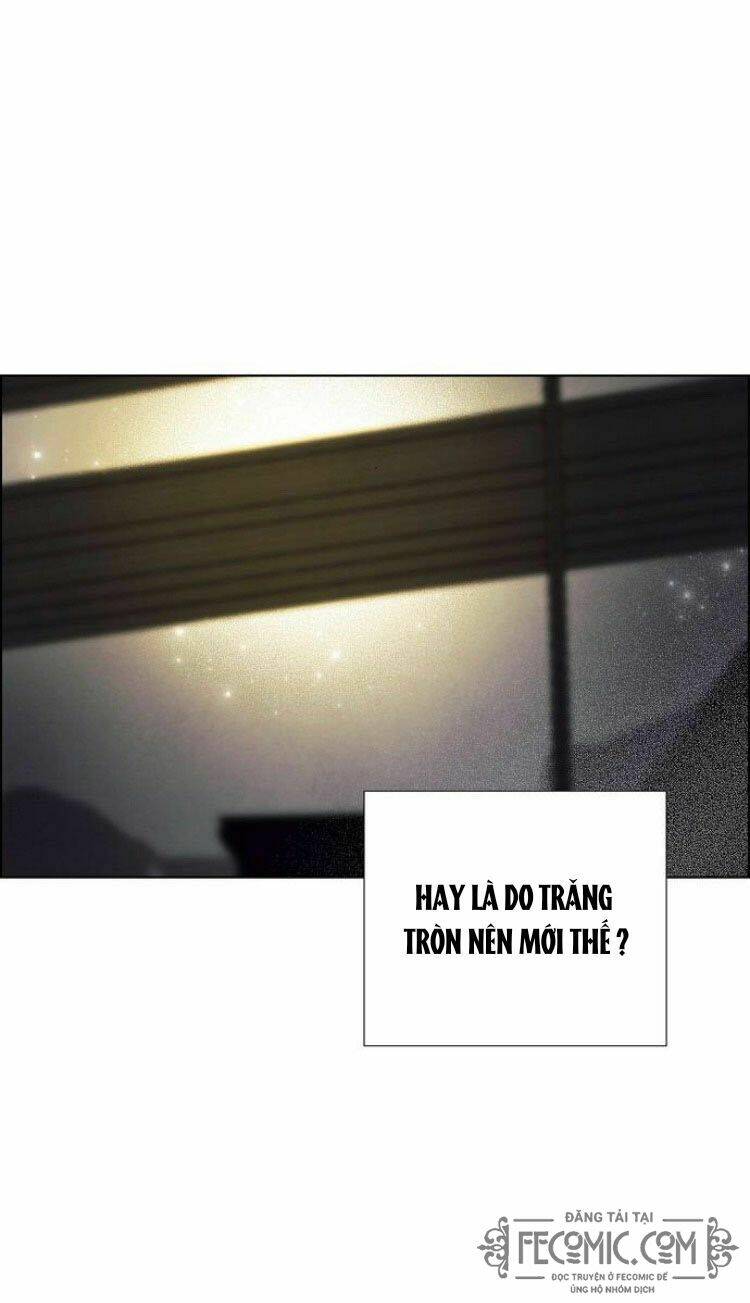 HAY LÀ DO TRĂNG
TRÒN NÊN MỚI THẾ ?
ĐĂNG TẢI TẠI
FECOMIC.COM
ĐỌC TRUYỆN Ở FECOMIC ĐỂ
ỦNG HỘ NHÓM DỊCH